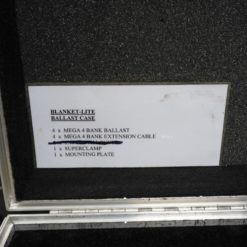 BLANKET-LITE
BALLAST CASE
4 x MEGA 4 BANK BALLAST
4 x MEGA 4 BANK EXTENSION CABLE
1 x SUPERCLAMP
1 x MOUNTING PLATE